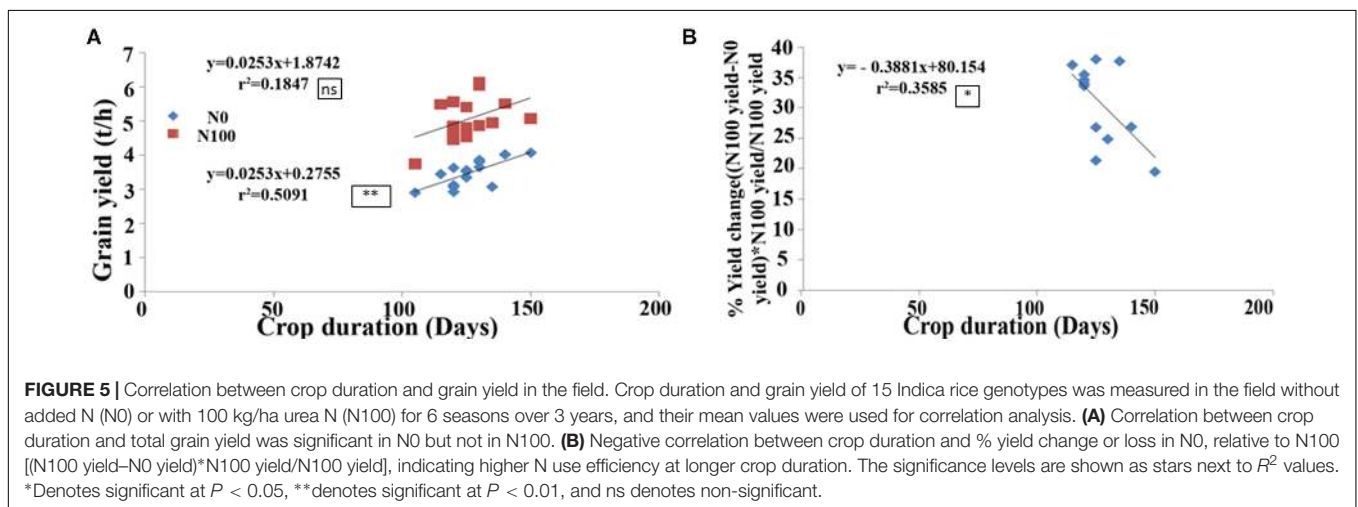 A
y=0.0253x+1.8742
r²=0.1847 ns
N0
N100
y=0.0253x+0.2755
r²=0.5091 **
Grain yield (t/h)
7
6
5
4
3
2
1
0
0 50 100 150 200
Crop duration (Days)
B
y= - 0.3881x+80.154
r²=0.3585 *
% Yield change((N100 yield-N0
yield)*N100 yield/N100 yield
40
35
30
25
20
15
10
5
0
0 50 100 150 200
Crop duration (Days)
FIGURE 5 | Correlation between crop duration and grain yield in the field. Crop duration and grain yield of 15 Indica rice genotypes was measured in the field without
added N (N0) or with 100 kg/ha urea N (N100) for 6 seasons over 3 years, and their mean values were used for correlation analysis. (A) Correlation between crop
duration and total grain yield was significant in N0 but not in N100. (B) Negative correlation between crop duration and % yield change or loss in N0, relative to N100
[(N100 yield–N0 yield)*N100 yield/N100 yield], indicating higher N use efficiency at longer crop duration. The significance levels are shown as stars next to R² values.
*Denotes significant at P < 0.05, **denotes significant at P < 0.01, and ns denotes non-significant.